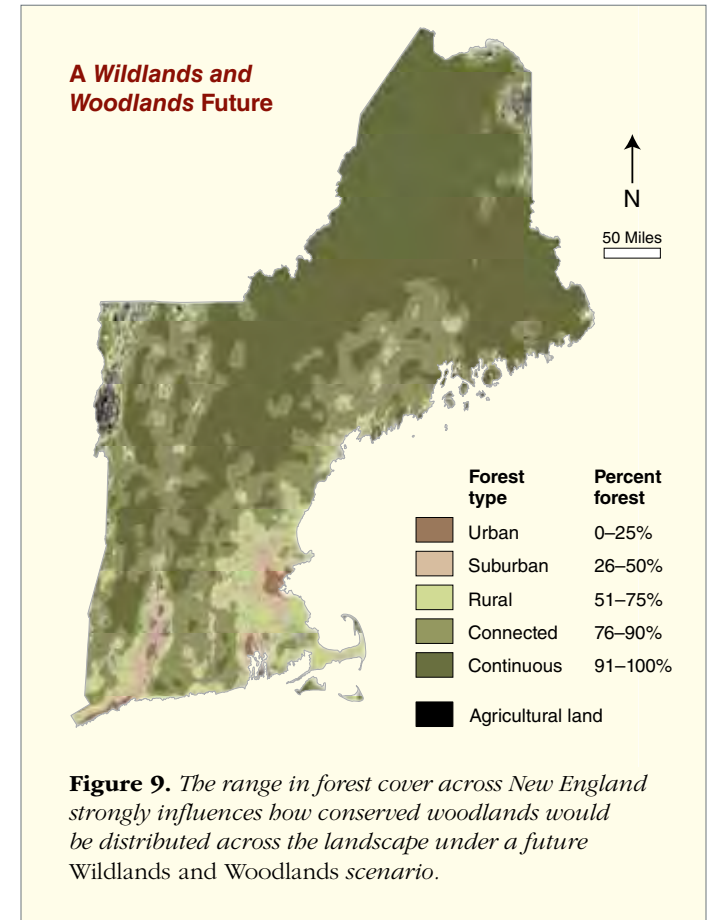 A Wildlands and
Woodlands Future
N
50 Miles
Forest type Percent forest
Urban 0–25%
Suburban 26–50%
Rural 51–75%
Connected 76–90%
Continuous 91–100%
Agricultural land
Figure 9. The range in forest cover across New England
strongly influences how conserved woodlands would
be distributed across the landscape under a future
Wildlands and Woodlands scenario.